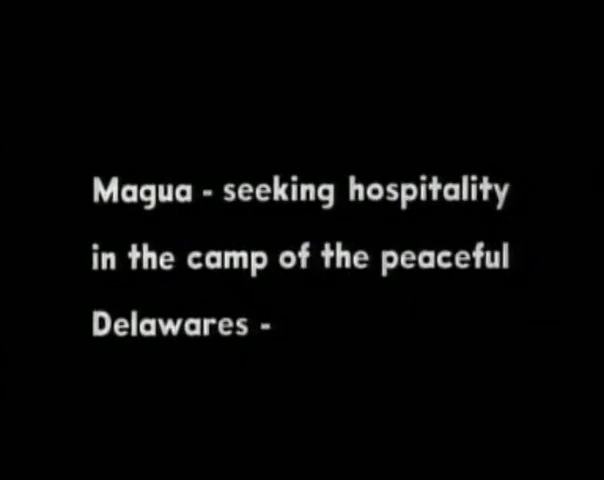 Magua - seeking hospitality
in the camp of the peaceful
Delawares -